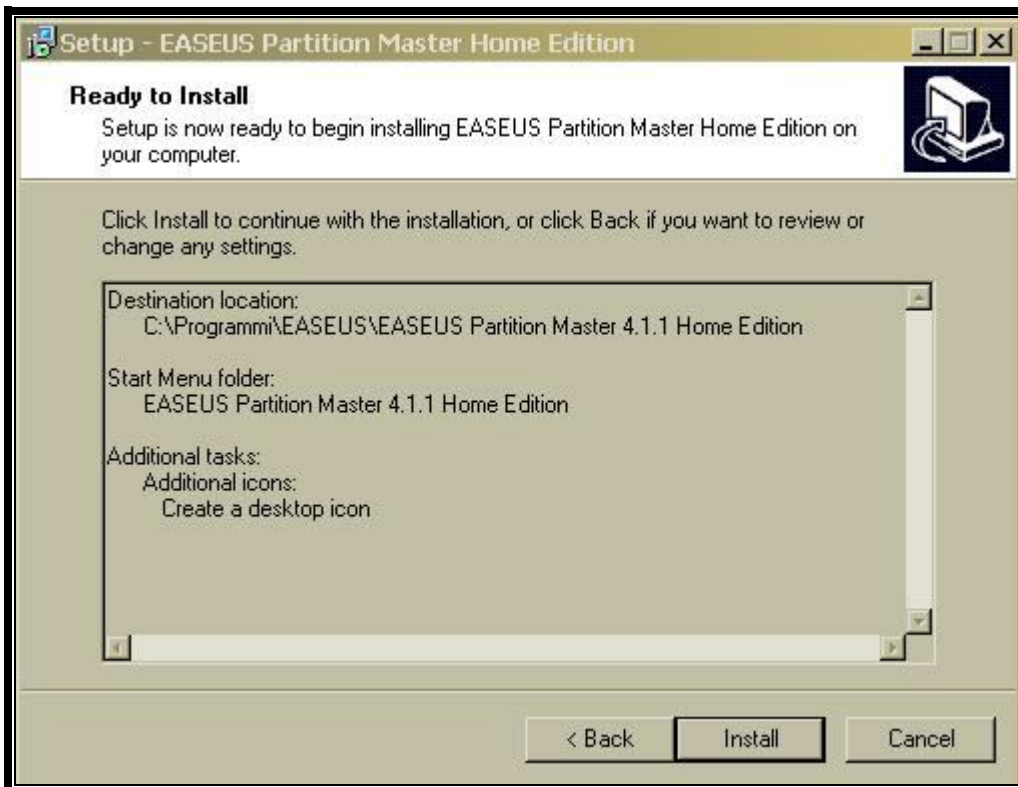 Setup - EASEUS Partition Master Home Edition
Ready to Install
Setup is now ready to begin installing EASEUS Partition Master Home Edition on
your computer.
Click Install to continue with the installation, or click Back if you want to review or
change any settings.
Destination location:
C:\Programmi\EASEUS\EASEUS Partition Master 4.1.1 Home Edition
Start Menu folder:
EASEUS Partition Master 4.1.1 Home Edition
Additional tasks:
Additional icons:
Create a desktop icon
< Back Install Cancel